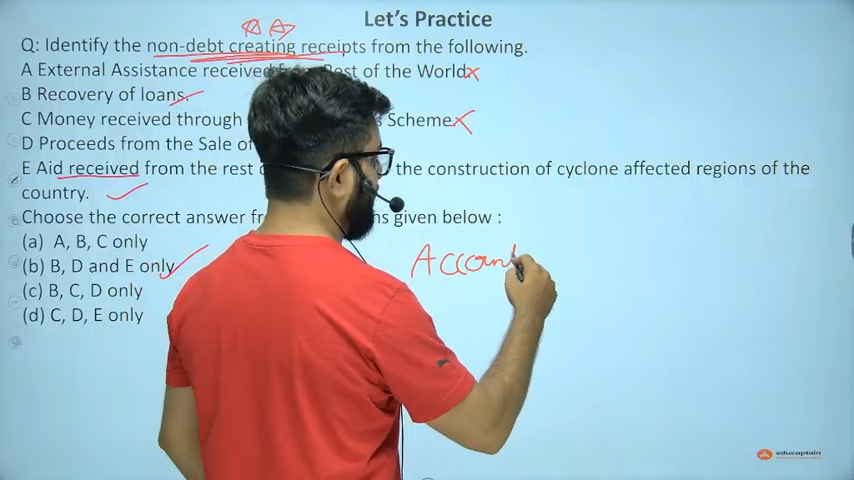 Let's Practice
Q: Identify the non-debt creating receipts from the following.
A External Assistance received Rest of the World
B Recovery of loans.
C Money received through Scheme
D Proceeds from the Sale of
E Aid received from the rest the construction of cyclone affected regions of the
country.
Choose the correct answer given below :
(a) A, B, C only
(b) B, D and E only
(c) B, C, D only
(d) C, D, E only
Account
educaptain